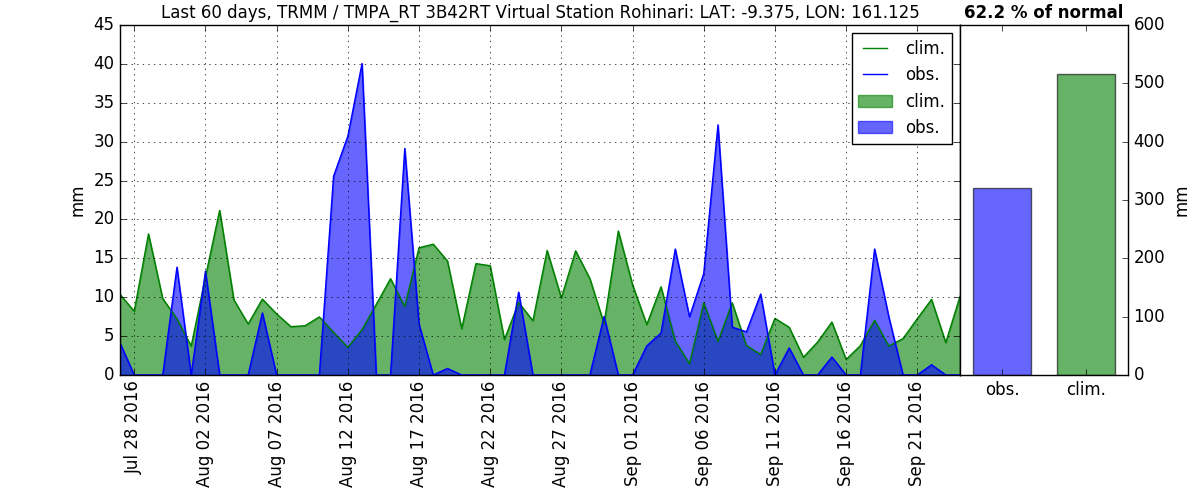 Last 60 days, TRMM / TMPA_RT 3B42RT Virtual Station Rohinari: LAT: -9.375, LON: 161.125
62.2 % of normal
45
40
35
30
25
20
15
10
5
0
mm
clim.
obs.
clim.
obs.
600
500
400
300
200
100
0
mm
obs.
clim.
Jul 28 2016
Aug 02 2016
Aug 07 2016
Aug 12 2016
Aug 17 2016
Aug 22 2016
Aug 27 2016
Sep 01 2016
Sep 06 2016
Sep 11 2016
Sep 16 2016
Sep 21 2016